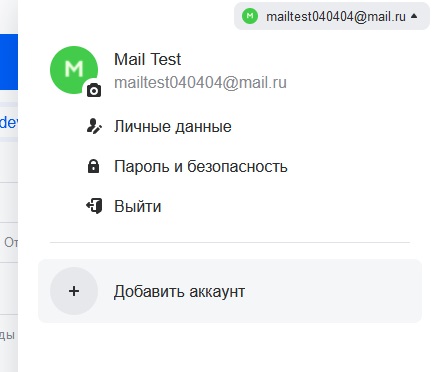 mailtest040404@mail.ru
M
Mail Test
mailtest040404@mail.ru
dev
Личные данные
Пароль и безопасность
Выйти
От
Добавить аккаунт
ды